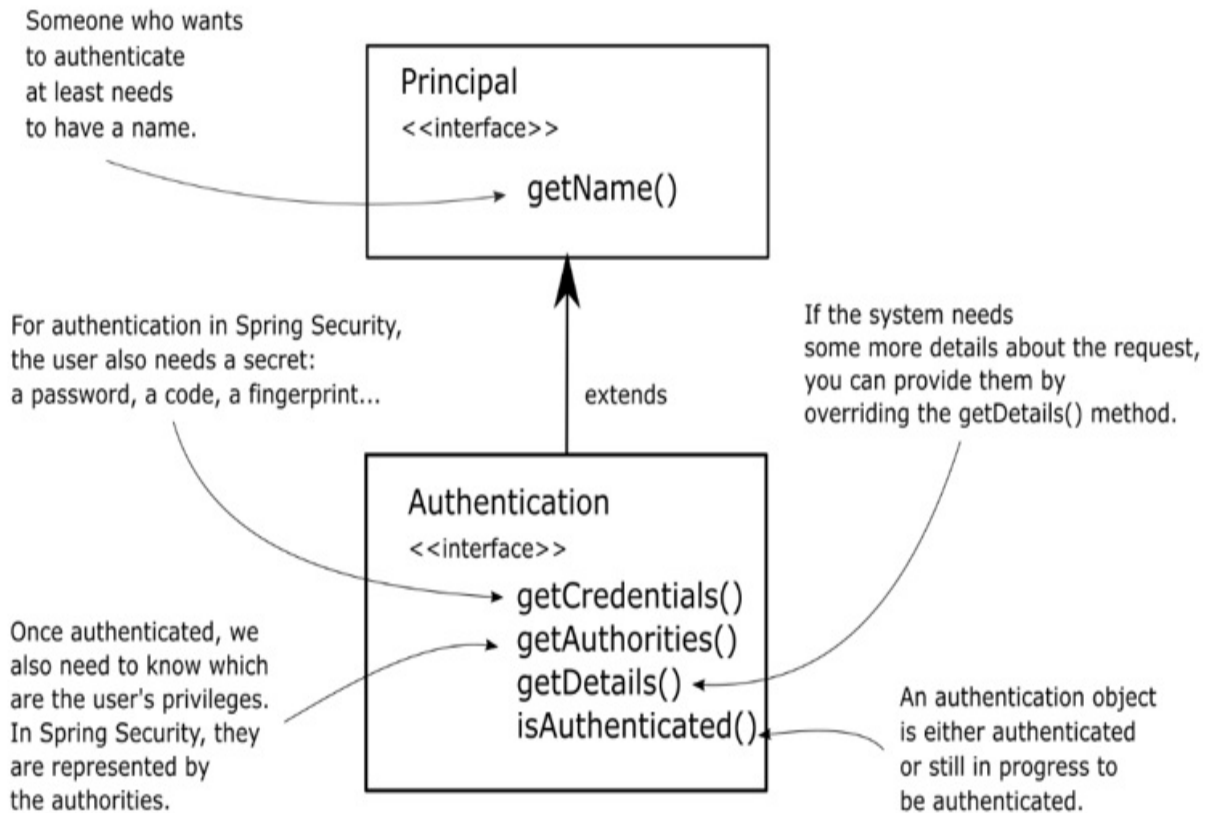 Someone who wants
to authenticate
at least needs
to have a name.
Principal
<<interface>>
getName()
For authentication in Spring Security,
the user also needs a secret:
a password, a code, a fingerprint...
extends
If the system needs
some more details about the request,
you can provide them by
overriding the getDetails() method.
Authentication
<<interface>>
getCredentials()
getAuthorities()
getDetails()
isAuthenticated()
Once authenticated, we
also need to know which
are the user's privileges.
In Spring Security, they
are represented by
the authorities.
An authentication object
is either authenticated
or still in progress to
be authenticated.